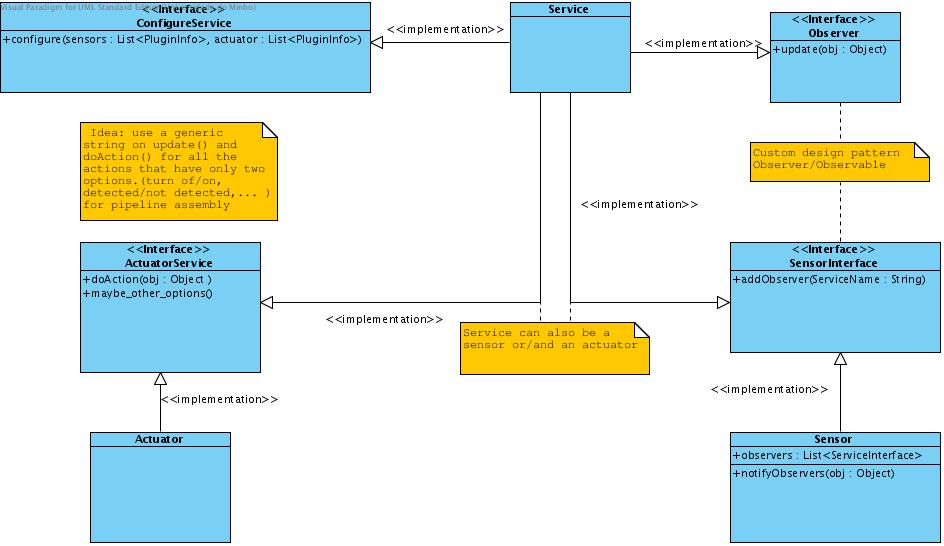 Visual Paradigm for UML Standard Edition
do Minho)
<<Interface>>
ConfigureService
+configure(sensors : List<PluginInfo>, actuator : List<PluginInfo>)
<<implementation>>
Service
<<implementation>>
<<Interface>>
Observer
+update(obj : Object)
Idea: use a generic
string on update() and
doAction() for all the
actions that have only two
options.(turn of/on,
detected/not detected,... )
for pipeline assembly
Custom design pattern
Observer/Observable
<<implementation>>
<<Interface>>
ActuatorService
+doAction(obj : Object )
+maybe_other_options()
<<Interface>>
SensorInterface
+addObserver(ServiceName : String)
<<implementation>>
Service can also be a
sensor or/and an actuator
<<implementation>>
<<implementation>>
Actuator
Sensor
+observers : List<ServiceInterface>
+notifyObservers(obj : Object)